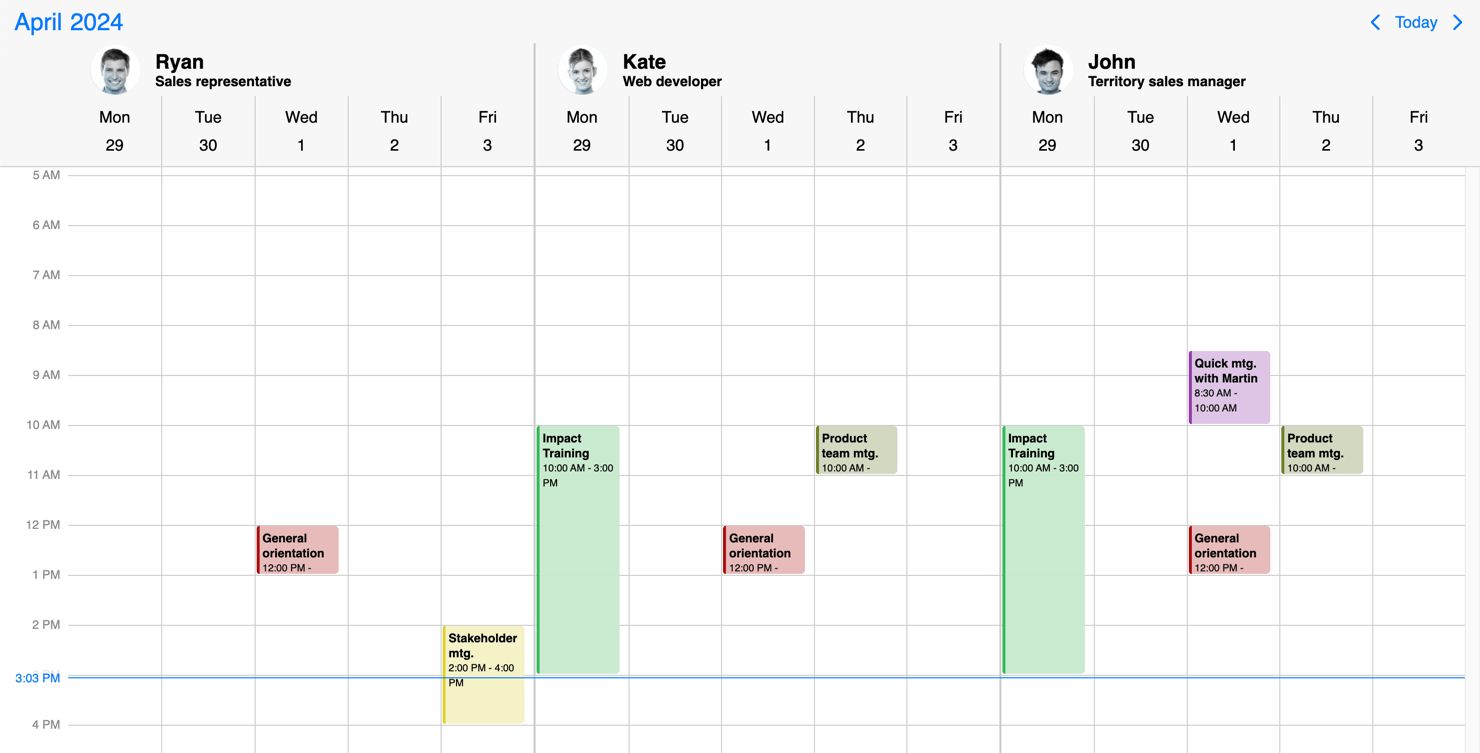 April 2024
Today
Ryan
Sales representative
Kate
Web developer
John
Territory sales manager
Mon Tue Wed Thu Fri Mon Tue Wed Thu Fri Mon Tue Wed Thu Fri
29 30 1 2 3 29 30 1 2 3 29 30 1 2 3
5 AM
6 AM
7 AM
8 AM
Quick mtg.
with Martin
8:30 AM -
10:00 AM
9 AM
10 AM
Impact
Training
10:00 AM - 3:00
PM
Product
team mtg.
10:00 AM -
Impact
Training
10:00 AM - 3:00
PM
Product
team mtg.
10:00 AM -
11 AM
12 PM
General
orientation
12:00 PM -
General
orientation
12:00 PM -
General
orientation
12:00 PM -
1 PM
2 PM
Stakeholder
mtg.
2:00 PM - 4:00
PM
3:03 PM
4 PM